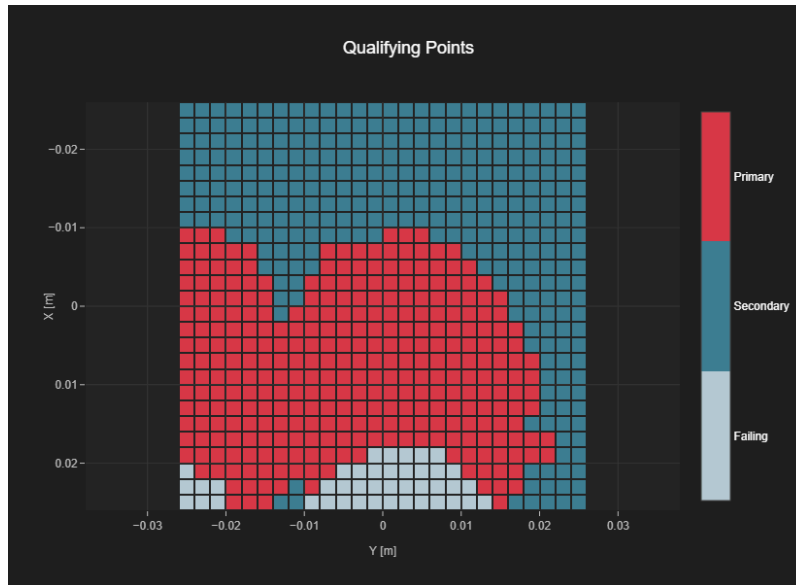 Qualifying Points
−0.02
−0.01
0
0.01
0.02
X [m]
−0.03
−0.02
−0.01
0
0.01
0.02
0.03
Y [m]
Primary
Secondary
Failing